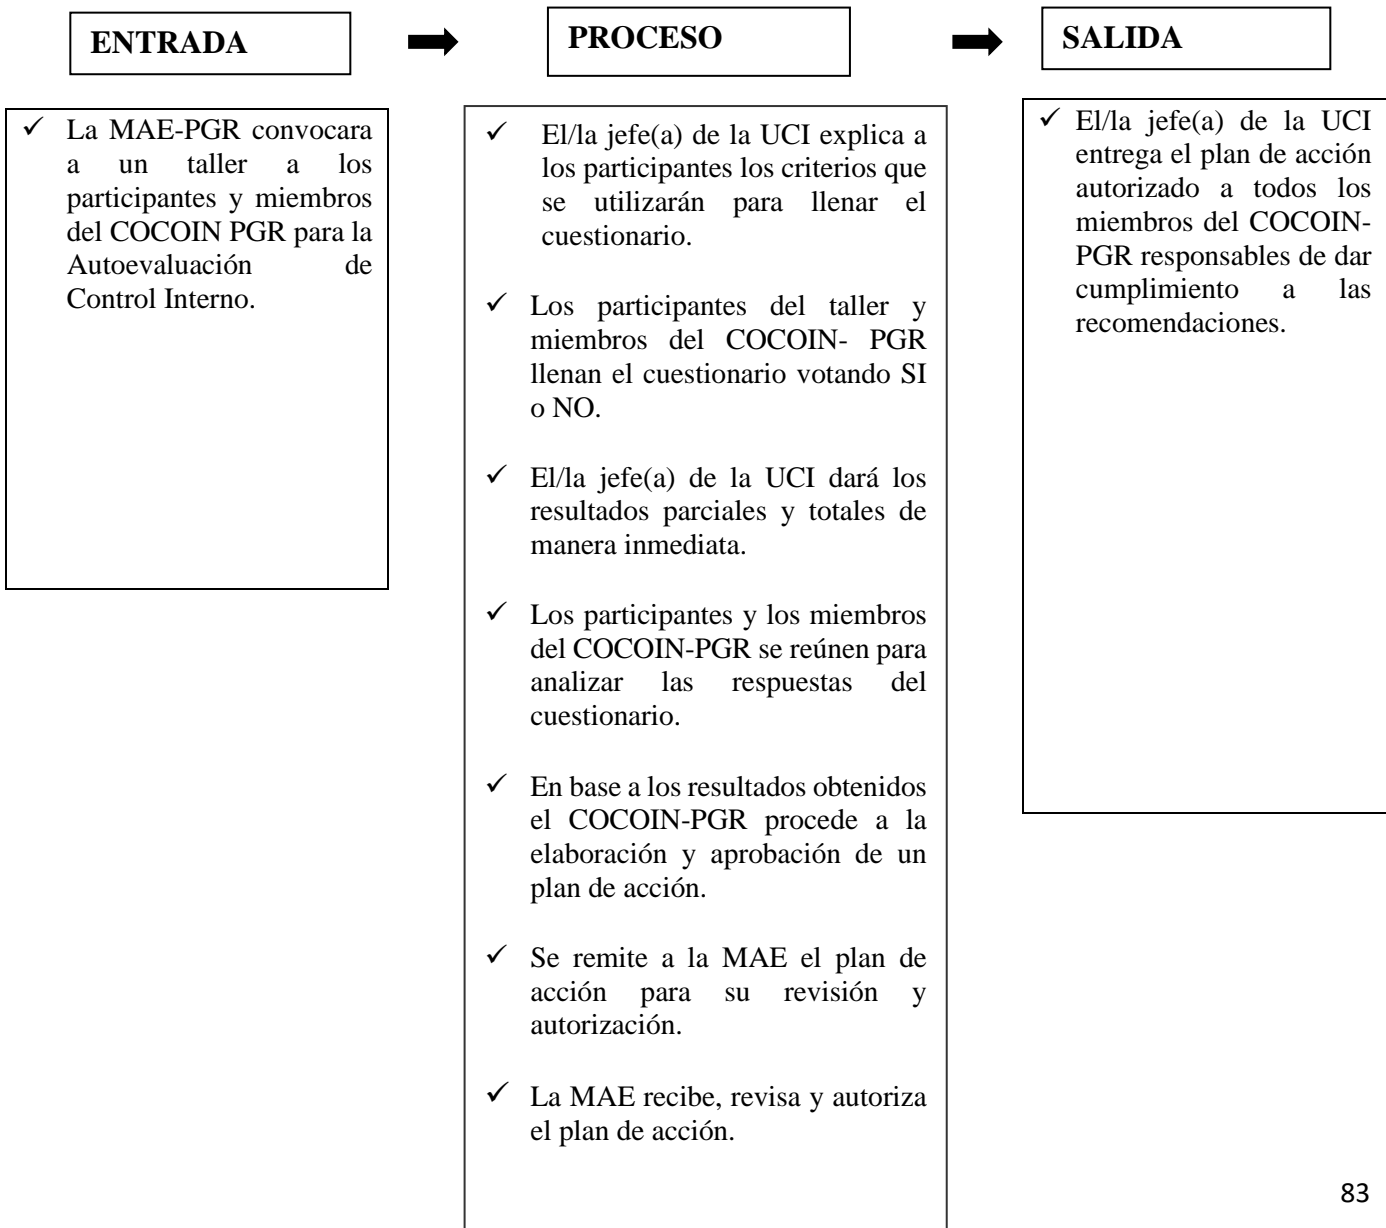 ENTRADA
PROCESO
SALIDA
✓ La MAE-PGR convocara
a un taller a los
participantes y miembros
del COCOIN PGR para la
Autoevaluación de
Control Interno.
✓ El/la jefe(a) de la UCI explica a
los participantes los criterios que
se utilizarán para llenar el
cuestionario.
✓ Los participantes del taller y
miembros del COCOIN- PGR
llenan el cuestionario votando SI
o NO.
✓ El/la jefe(a) de la UCI dará los
resultados parciales y totales de
manera inmediata.
✓ Los participantes y los miembros
del COCOIN-PGR se reúnen para
analizar las respuestas del
cuestionario.
✓ En base a los resultados obtenidos
el COCOIN-PGR procede a la
elaboración y aprobación de un
plan de acción.
✓ Se remite a la MAE el plan de
acción para su revisión y
autorización.
✓ La MAE recibe, revisa y autoriza
el plan de acción.
✓ El/la jefe(a) de la UCI
entrega el plan de acción
autorizado a todos los
miembros del COCOIN-
PGR responsables de dar
cumplimiento a las
recomendaciones.
83